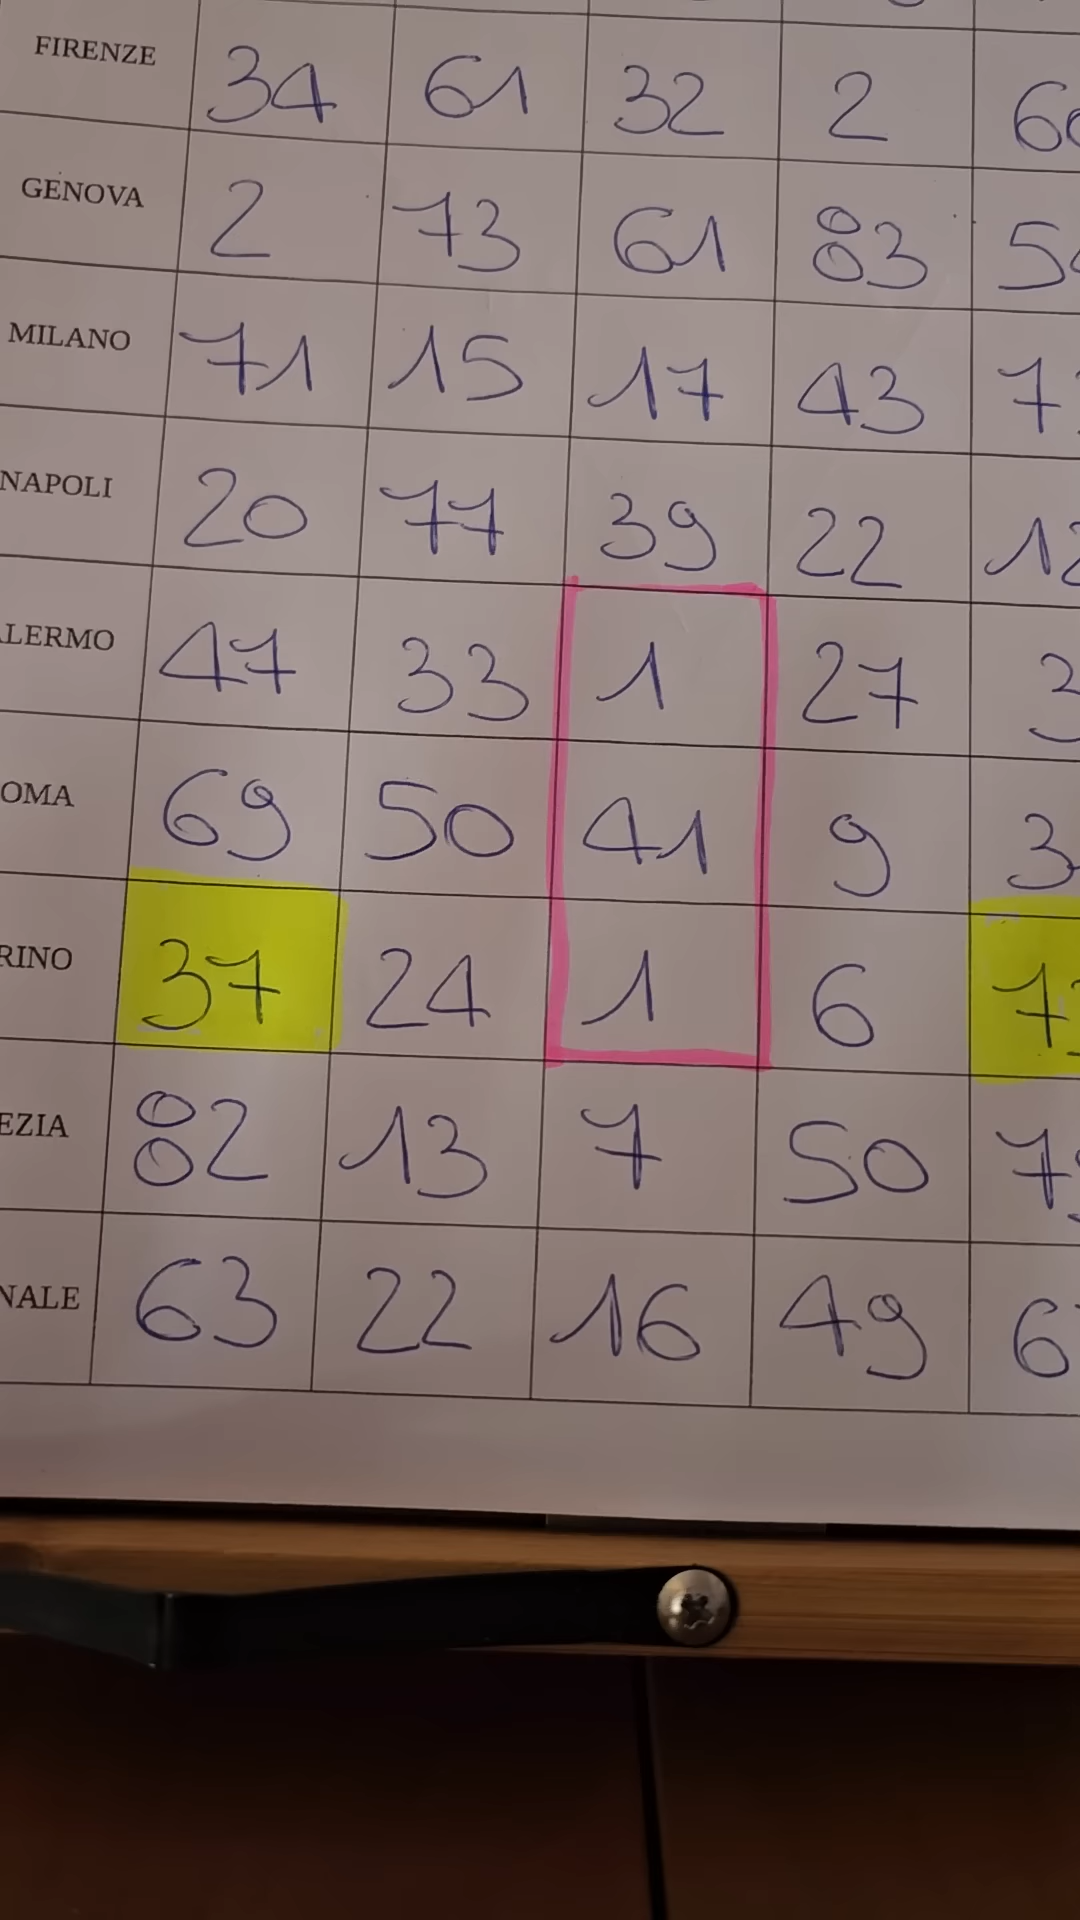 FIRENZE 34 61 32 2
GENOVA 2 73 61 83
MILANO 71 15 17 43
NAPOLI 20 77 39 22
LERMO 47 33 1 27
OMA 69 50 41 9
RINO 37 24 1 6
EZIA 82 13 7 50
NALE 63 22 16 49